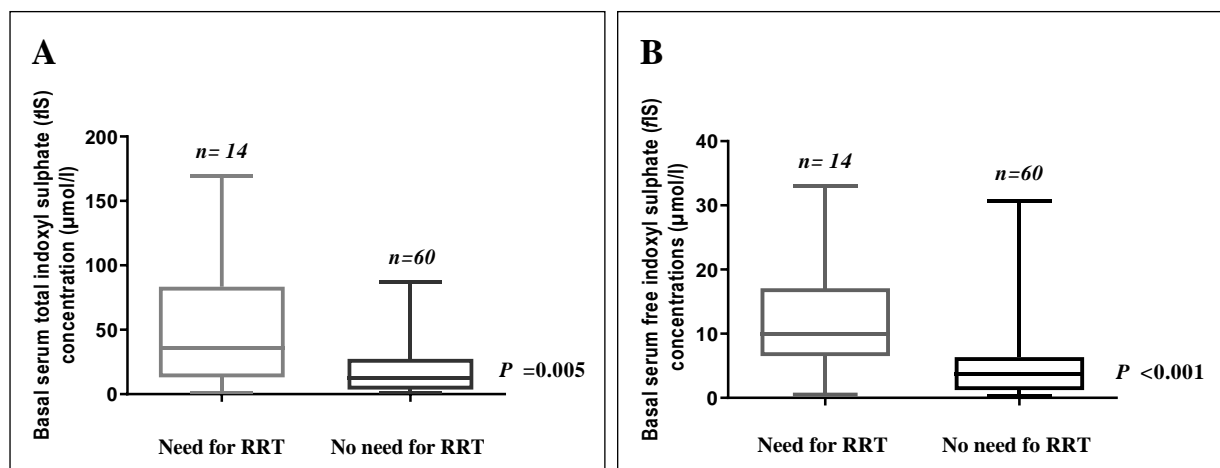 A
Basal serum total indoxyl sulphate (tIS)
concentration (µmol/l)
200
150
100
50
0
n= 14
n=60
P =0.005
Need for RRT
No need for RRT
B
Basal serum free indoxyl sulphate (fIS)
concentrations (µmol/l)
40
30
20
10
0
n= 14
n=60
P <0.001
Need for RRT
No need fo RRT